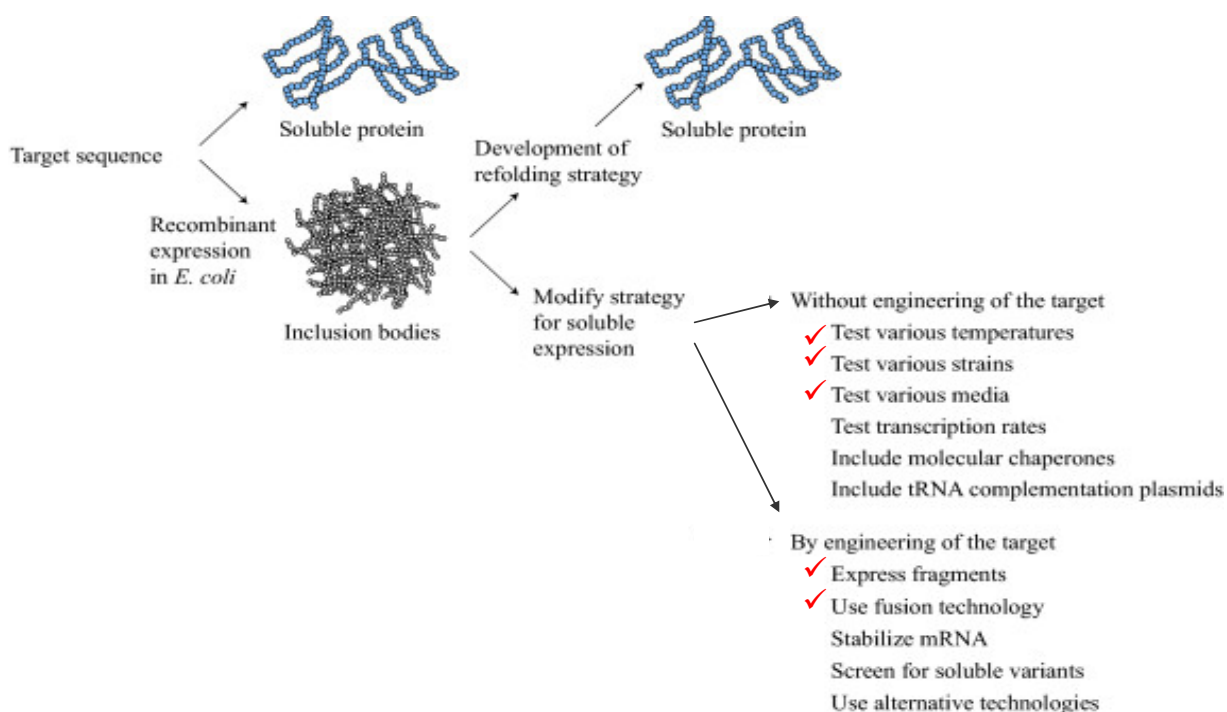 Soluble protein
Soluble protein
Target sequence
Development of
refolding strategy
Recombinant
expression
in E. coli
Inclusion bodies
Modify strategy
for soluble
expression
Without engineering of the target
Test various temperatures
Test various strains
Test various media
Test transcription rates
Include molecular chaperones
Include tRNA complementation plasmids
By engineering of the target
Express fragments
Use fusion technology
Stabilize mRNA
Screen for soluble variants
Use alternative technologies